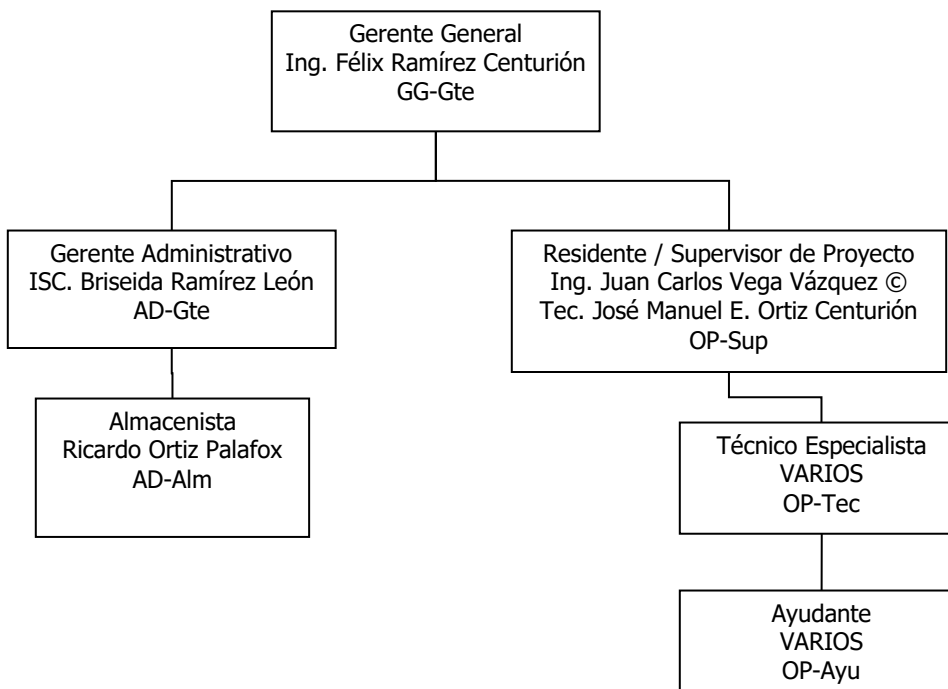 Gerente General
Ing. Félix Ramírez Centurión
GG-Gte
Gerente Administrativo
ISC. Briseida Ramírez León
AD-Gte
Residente / Supervisor de Proyecto
Ing. Juan Carlos Vega Vázquez ©
Tec. José Manuel E. Ortiz Centurión
OP-Sup
Almacenista
Ricardo Ortiz Palafox
AD-Alm
Técnico Especialista
VARIOS
OP-Tec
Ayudante
VARIOS
OP-Ayu